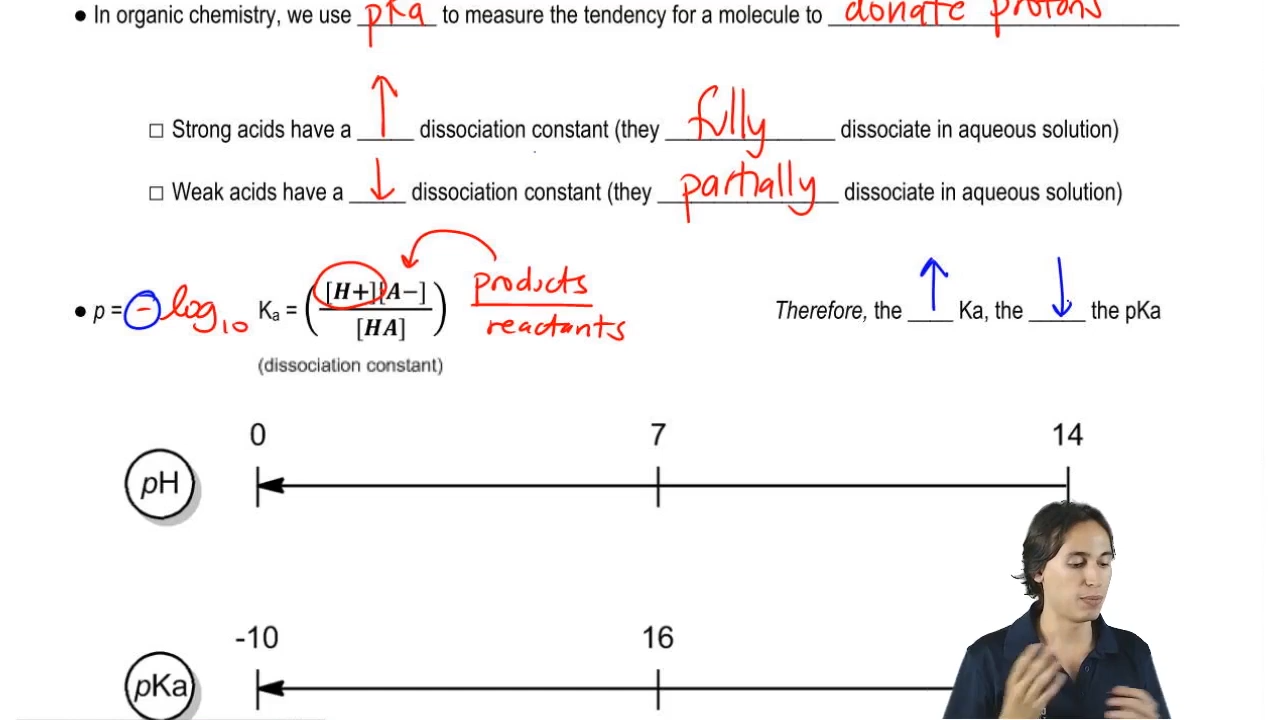 ● In organic chemistry, we use pKa to measure the tendency for a molecule to donate protons
□ Strong acids have a ↑ dissociation constant (they fully dissociate in aqueous solution)
□ Weak acids have a ↓ dissociation constant (they partially dissociate in aqueous solution)
● p = -log10 Ka = ([H+][A-] / [HA]) products / reactants
Therefore, the ↑ Ka, the ↓ the pKa
(dissociation constant)
0 7 14
pH
-10 16
pKa